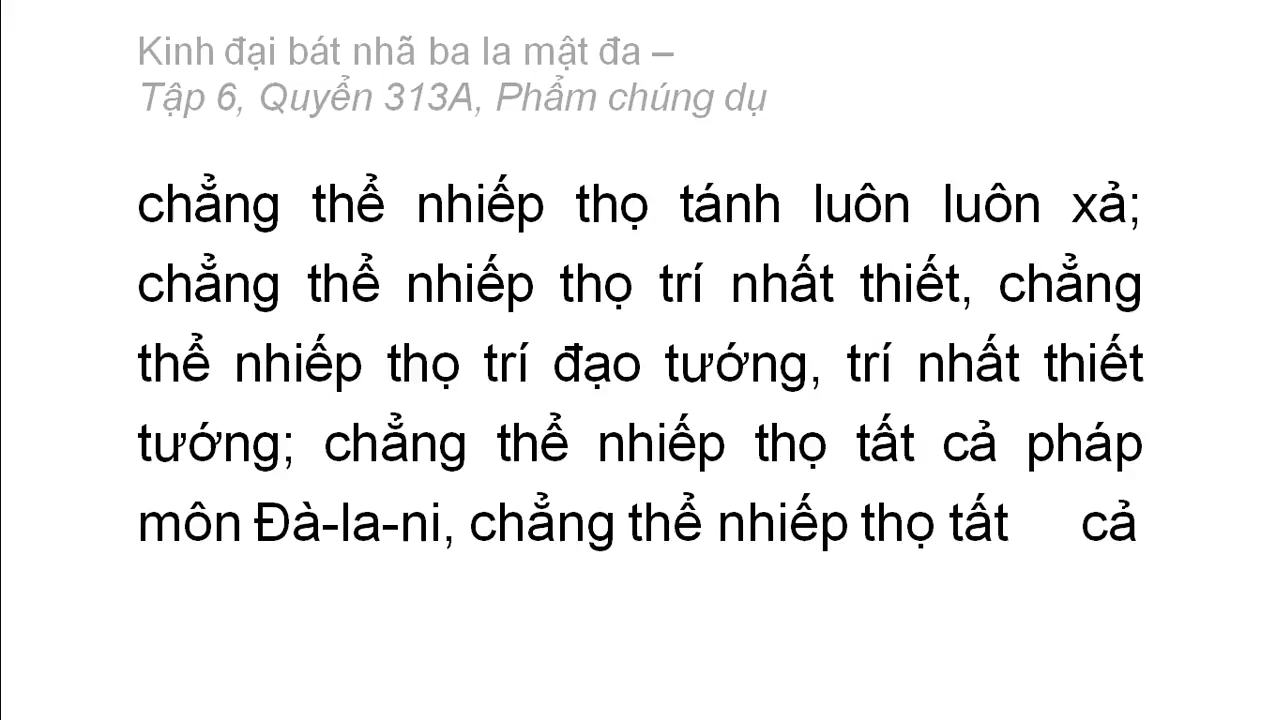 Kinh đại bát nhã ba la mật đa –
Tập 6, Quyển 313A, Phẩm chúng dụ
chẳng thể nhiếp thọ tánh luôn luôn xả;
chẳng thể nhiếp thọ trí nhất thiết, chẳng
thể nhiếp thọ trí đạo tướng, trí nhất thiết
tướng; chẳng thể nhiếp thọ tất cả pháp
môn Đà-la-ni, chẳng thể nhiếp thọ tất cả